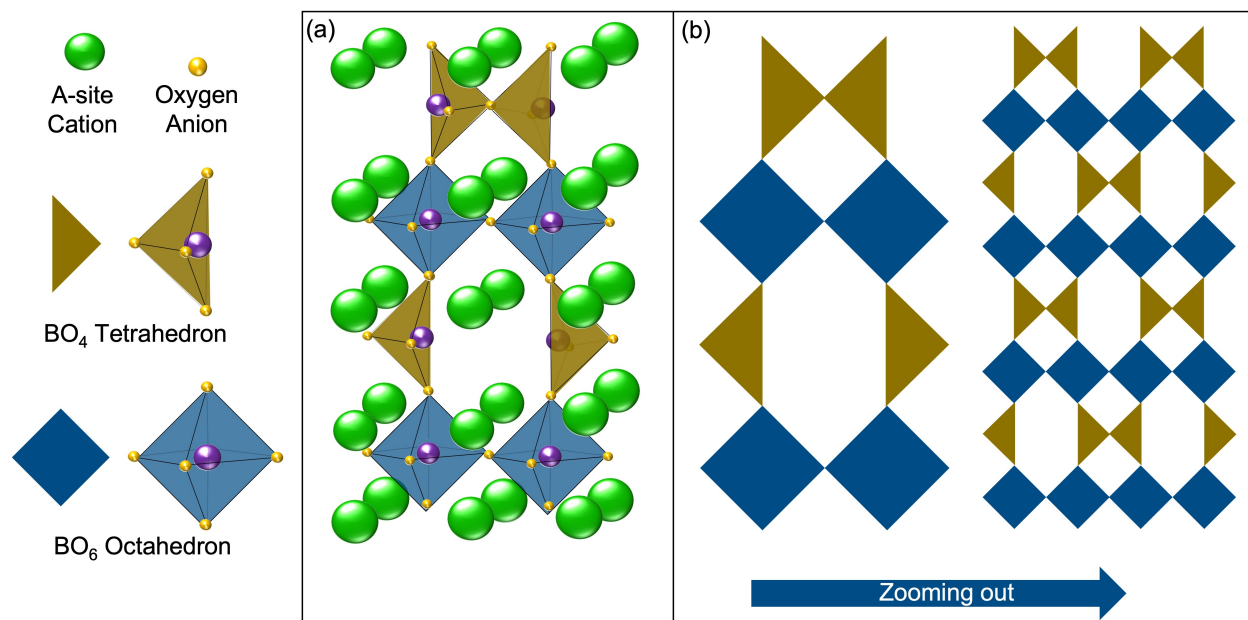 A-site
Cation
Oxygen
Anion
BO₄ Tetrahedron
BO₆ Octahedron
(a)
(b)
Zooming out